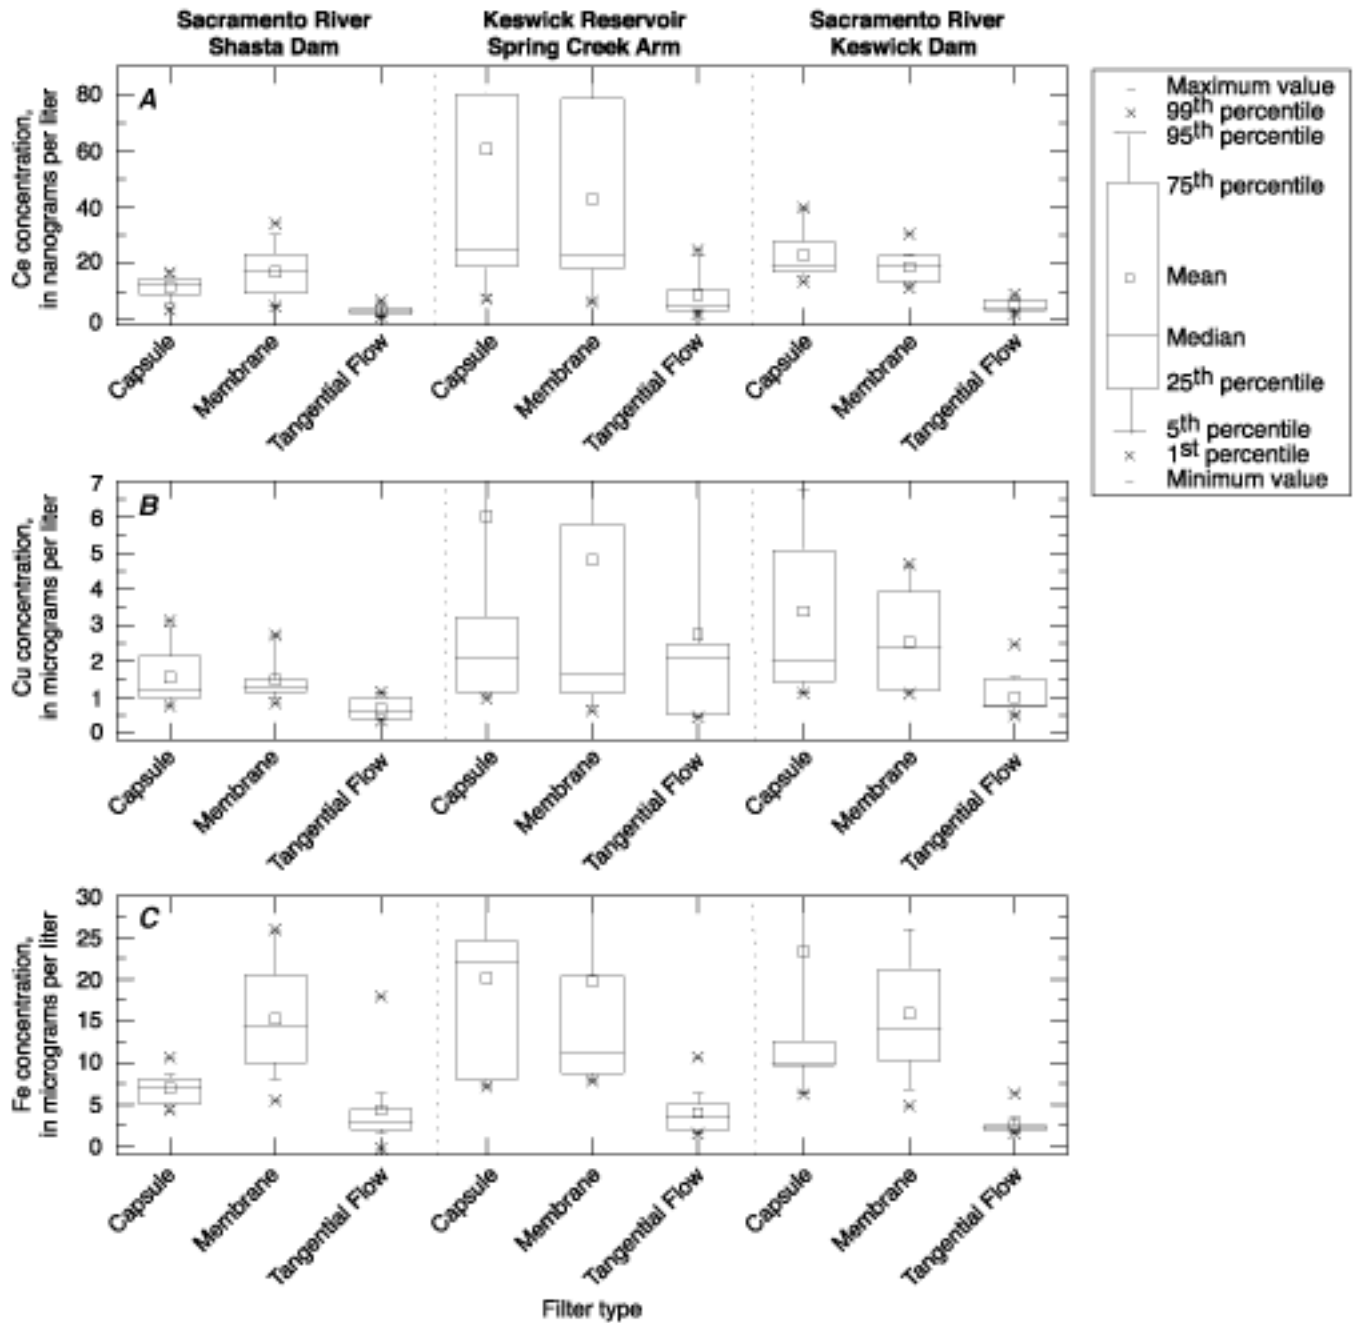 Sacramento River
Shasta Dam
Keswick Reservoir
Spring Creek Arm
Sacramento River
Keswick Dam
A
Ce concentration,
in nanograms per liter
80
60
40
20
0
Capsule
Membrane
Tangential Flow
Capsule
Membrane
Tangential Flow
Capsule
Membrane
Tangential Flow
Maximum value
99th percentile
95th percentile
75th percentile
Mean
Median
25th percentile
5th percentile
1st percentile
Minimum value
B
Cu concentration,
in micrograms per liter
7
6
5
4
3
2
1
0
Capsule
Membrane
Tangential Flow
Capsule
Membrane
Tangential Flow
Capsule
Membrane
Tangential Flow
C
Fe concentration,
in micrograms per liter
30
25
20
15
10
5
0
Capsule
Membrane
Tangential Flow
Capsule
Membrane
Tangential Flow
Capsule
Membrane
Tangential Flow
Filter type